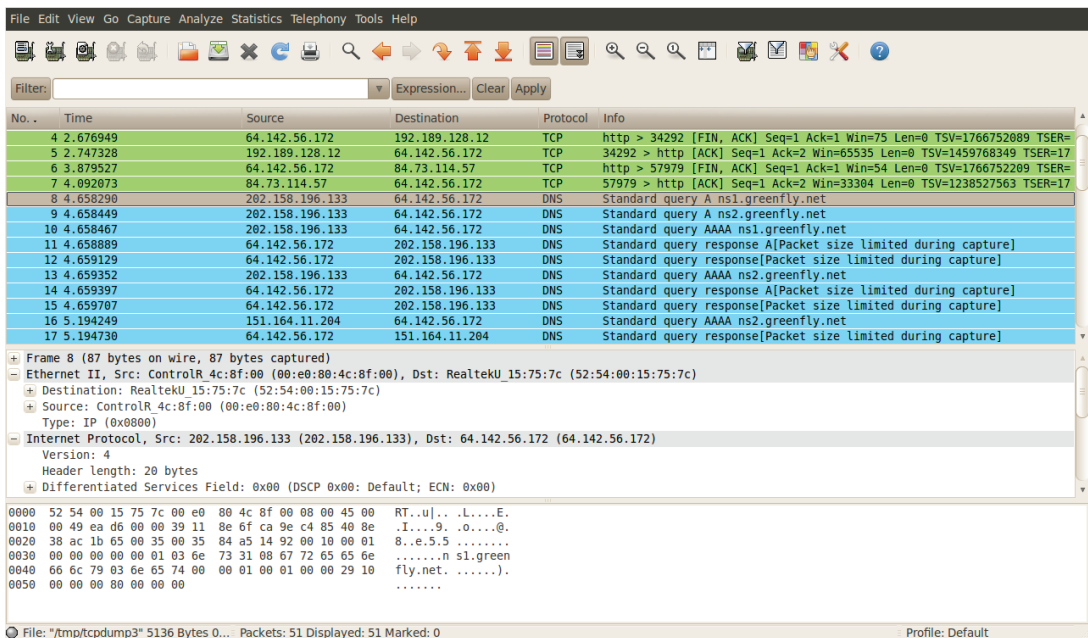 File Edit View Go Capture Analyze Statistics Telephony Tools Help
Filter: Expression... Clear Apply
No. . Time Source Destination Protocol Info
4 2.676949 64.142.56.172 192.189.128.12 TCP http > 34292 [FIN, ACK] Seq=1 Ack=1 Win=75 Len=0 TSV=1766752089 TSER=
5 2.747328 192.189.128.12 64.142.56.172 TCP 34292 > http [ACK] Seq=1 Ack=2 Win=65535 Len=0 TSV=1459768349 TSER=17
6 3.879527 64.142.56.172 84.73.114.57 TCP http > 57979 [FIN, ACK] Seq=1 Ack=1 Win=54 Len=0 TSV=1766752209 TSER=
7 4.092073 84.73.114.57 64.142.56.172 TCP 57979 > http [ACK] Seq=1 Ack=2 Win=33304 Len=0 TSV=1238527563 TSER=17
8 4.658290 202.158.196.133 64.142.56.172 DNS Standard query A ns1.greenfly.net
9 4.658449 202.158.196.133 64.142.56.172 DNS Standard query A ns2.greenfly.net
10 4.658467 202.158.196.133 64.142.56.172 DNS Standard query AAAA ns1.greenfly.net
11 4.658889 64.142.56.172 202.158.196.133 DNS Standard query response A[Packet size limited during capture]
12 4.659129 64.142.56.172 202.158.196.133 DNS Standard query response[Packet size limited during capture]
13 4.659352 202.158.196.133 64.142.56.172 DNS Standard query AAAA ns2.greenfly.net
14 4.659397 64.142.56.172 202.158.196.133 DNS Standard query response A[Packet size limited during capture]
15 4.659707 64.142.56.172 202.158.196.133 DNS Standard query response[Packet size limited during capture]
16 5.194249 151.164.11.204 64.142.56.172 DNS Standard query AAAA ns2.greenfly.net
17 5.194730 64.142.56.172 151.164.11.204 DNS Standard query response[Packet size limited during capture]
Frame 8 (87 bytes on wire, 87 bytes captured)
Ethernet II, Src: ControlR_4c:8f:00 (00:e0:80:4c:8f:00), Dst: RealtekU_15:75:7c (52:54:00:15:75:7c)
Destination: RealtekU_15:75:7c (52:54:00:15:75:7c)
Source: ControlR_4c:8f:00 (00:e0:80:4c:8f:00)
Type: IP (0x0800)
Internet Protocol, Src: 202.158.196.133 (202.158.196.133), Dst: 64.142.56.172 (64.142.56.172)
Version: 4
Header length: 20 bytes
Differentiated Services Field: 0x00 (DSCP 0x00: Default; ECN: 0x00)
0000 52 54 00 15 75 7c 00 e0 80 4c 8f 00 08 00 45 00 RT..u|.. .L....E.
0010 00 49 ea d6 00 00 39 11 8e 6f ca 9e c4 85 40 8e .I....9. .o....@.
0020 38 ac 1b 65 00 35 00 35 84 a5 14 92 00 10 00 01 8..e.5.5 ........
0030 00 00 00 00 00 01 03 6e 73 31 08 67 72 65 65 6e .......n s1.green
0040 66 6c 79 03 6e 65 74 00 00 01 00 01 00 00 29 10 fly.net. ......).
0050 00 00 00 80 00 00 00 .......
File: "/tmp/tcpdump3" 5136 Bytes 0... Packets: 51 Displayed: 51 Marked: 0 Profile: Default